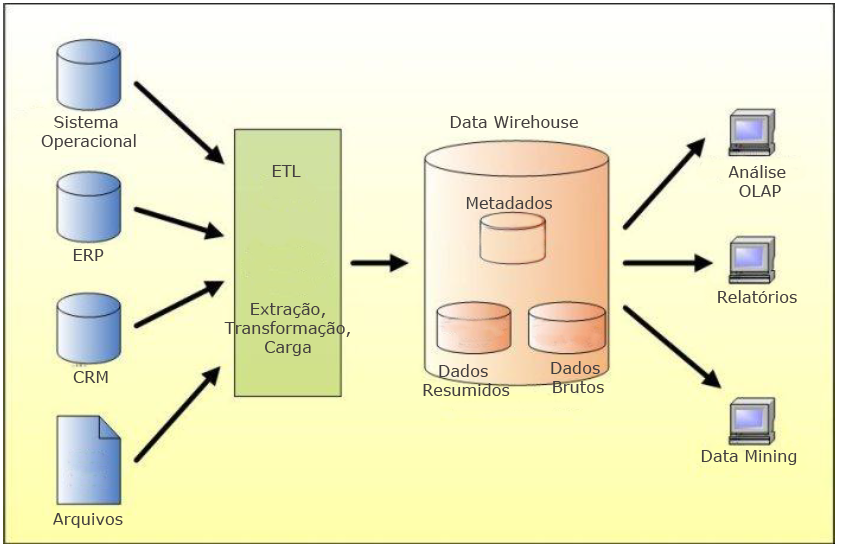 Sistema
Operacional
ERP
CRM
Arquivos
ETL
Extração,
Transformação,
Carga
Data Wirehouse
Metadados
Dados
Resumidos
Dados
Brutos
Análise
OLAP
Relatórios
Data Mining